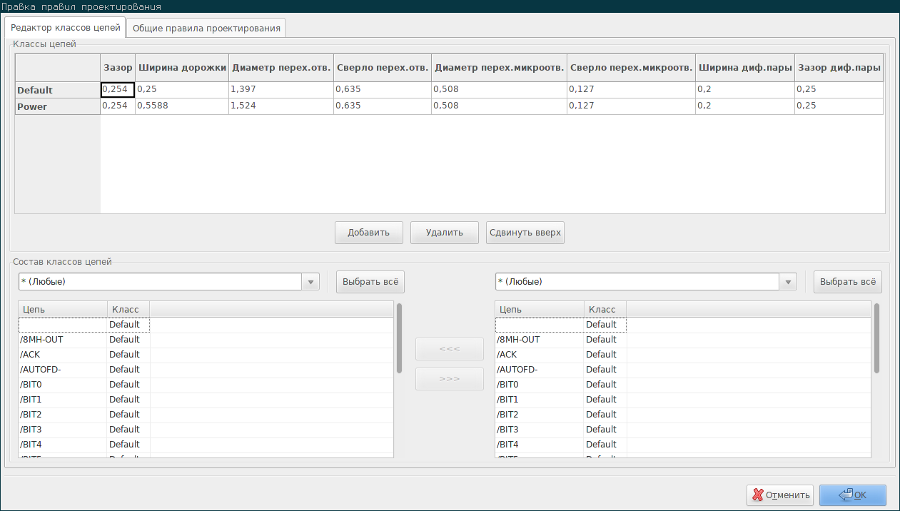 Правка правил проектирования
Редактор классов цепей Общие правила проектирования
Классы цепей
Зазор Ширина дорожки Диаметр перех.отв. Сверло перех.отв. Диаметр перех.микроотв. Сверло перех.микроотв. Ширина диф.пары Зазор диф.пары
Default 0,254 0,25 1,397 0,635 0,508 0,127 0,2 0,25
Power 0,254 0,5588 1,524 0,635 0,508 0,127 0,2 0,25
Добавить Удалить Сдвинуть вверх
Состав классов цепей
* (Любые) Выбрать всё * (Любые) Выбрать всё
Цепь Класс Цепь Класс
Default Default
/8MH-OUT Default /8MH-OUT Default
/ACK Default <<< /ACK Default
/AUTOFD- Default /AUTOFD- Default
/BIT0 Default >>> /BIT0 Default
/BIT1 Default /BIT1 Default
/BIT2 Default /BIT2 Default
/BIT3 Default /BIT3 Default
/BIT4 Default /BIT4 Default
/BIT5 Default /BIT5 Default
Отменить OK